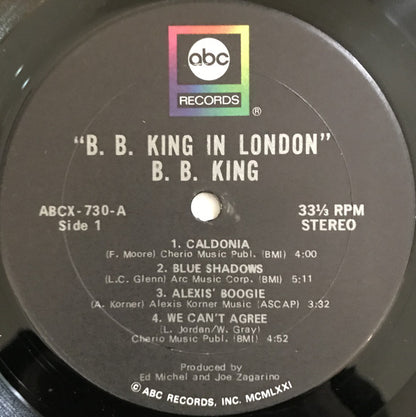 abc
RECORDS
®
"B. B. KING IN LONDON"
B. B. KING
ABCX-730-A
Side 1
33⅓ RPM
STEREO
1. CALDONIA
(F. Moore) Cherio Music Publ. (BMI) 4:00
2. BLUE SHADOWS
(L.C. Glenn) Arc Music Corp. (BMI) 5:11
3. ALEXIS' BOOGIE
(A. Korner) Alexis Korner Music (ASCAP) 3:32
4. WE CAN'T AGREE
(L. Jordan/W. Gray)
Cherio Music Publ. (BMI) 4:52
Produced by
Ed Michel and Joe Zagarino
Ⓟ ABC RECORDS, INC. MCMLXXI